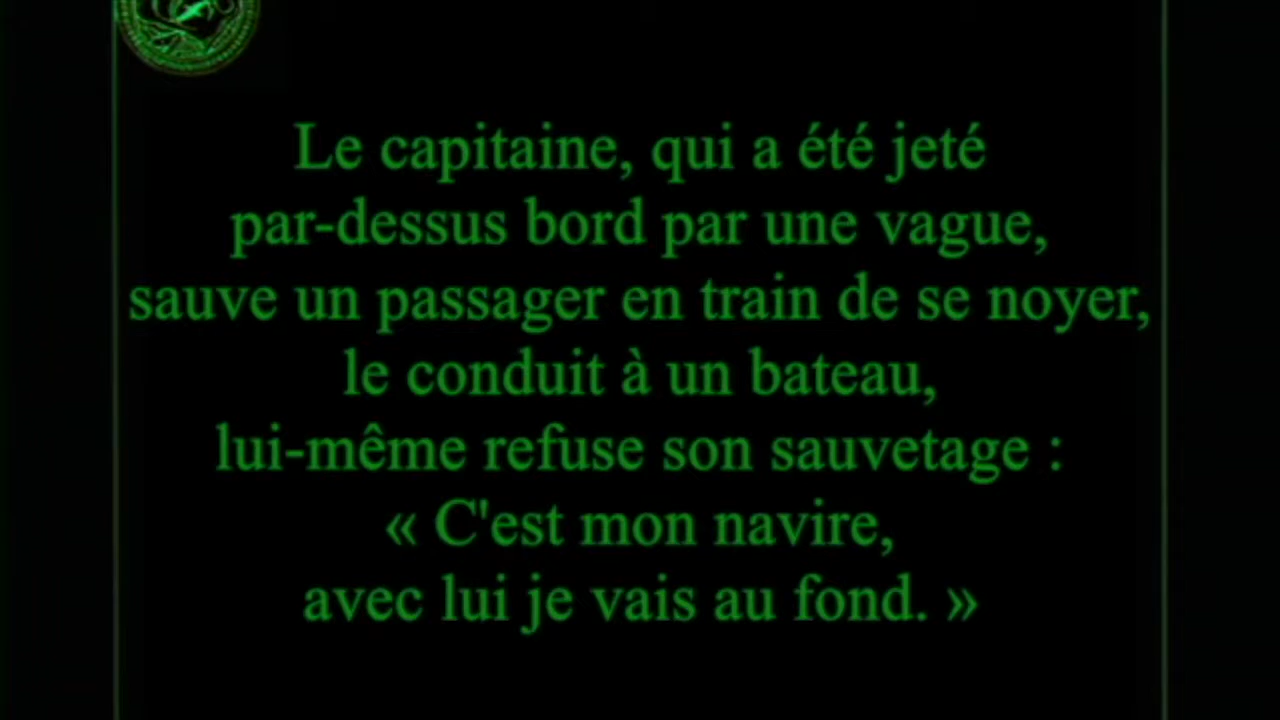 Le capitaine, qui a été jeté
par-dessus bord par une vague,
sauve un passager en train de se noyer,
le conduit à un bateau,
lui-même refuse son sauvetage :
« C'est mon navire,
avec lui je vais au fond. »